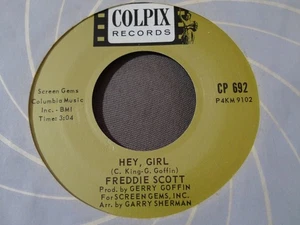 COLPIX
RECORDS
Screen Gems
Columbia Music
Inc. - BMI
Time: 3:04
CP 692
P4KM 9102
HEY, GIRL
(C. King-G. Goffin)
FREDDIE SCOTT
Prod. by GERRY GOFFIN
For SCREEN GEMS, INC.
Arr. by GARRY SHERMAN